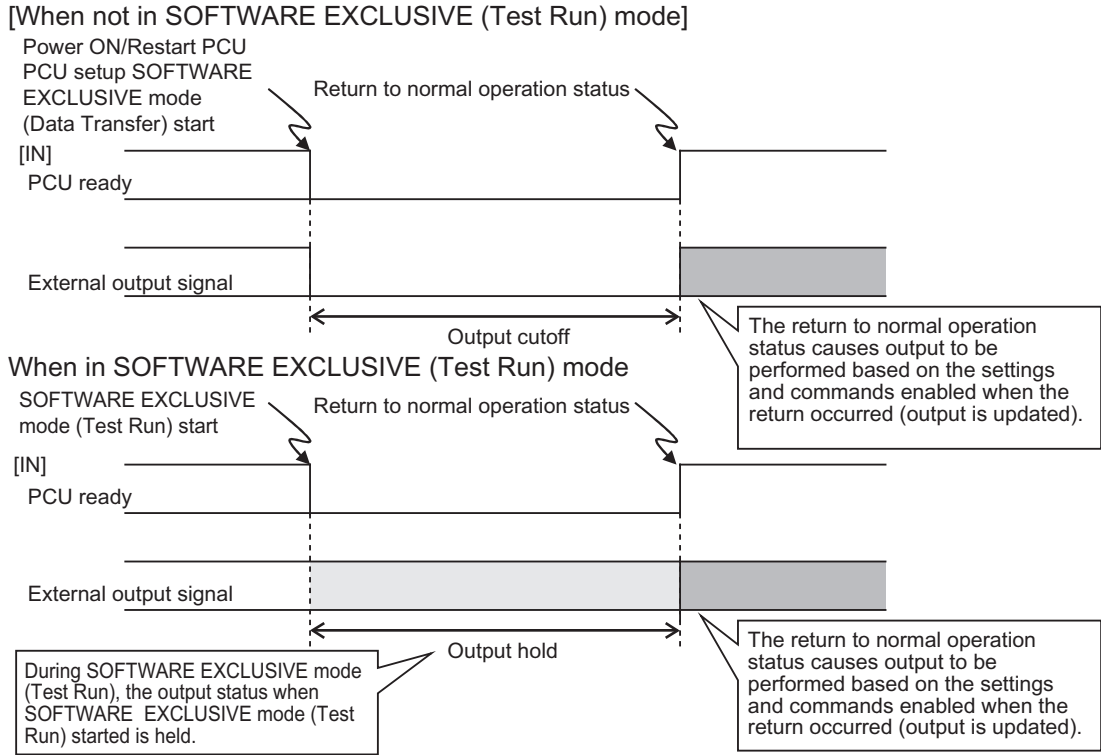 [When not in SOFTWARE EXCLUSIVE (Test Run) mode]
Power ON/Restart PCU
PCU setup SOFTWARE
EXCLUSIVE mode
(Data Transfer) start
Return to normal operation status
[IN]
PCU ready
External output signal
Output cutoff
The return to normal operation
status causes output to be
performed based on the settings
and commands enabled when the
return occurred (output is updated).
When in SOFTWARE EXCLUSIVE (Test Run) mode
SOFTWARE EXCLUSIVE
mode (Test Run) start
Return to normal operation status
[IN]
PCU ready
External output signal
Output hold
During SOFTWARE EXCLUSIVE mode
(Test Run), the output status when
SOFTWARE EXCLUSIVE mode (Test
Run) started is held.
The return to normal operation
status causes output to be
performed based on the settings
and commands enabled when the
return occurred (output is updated).